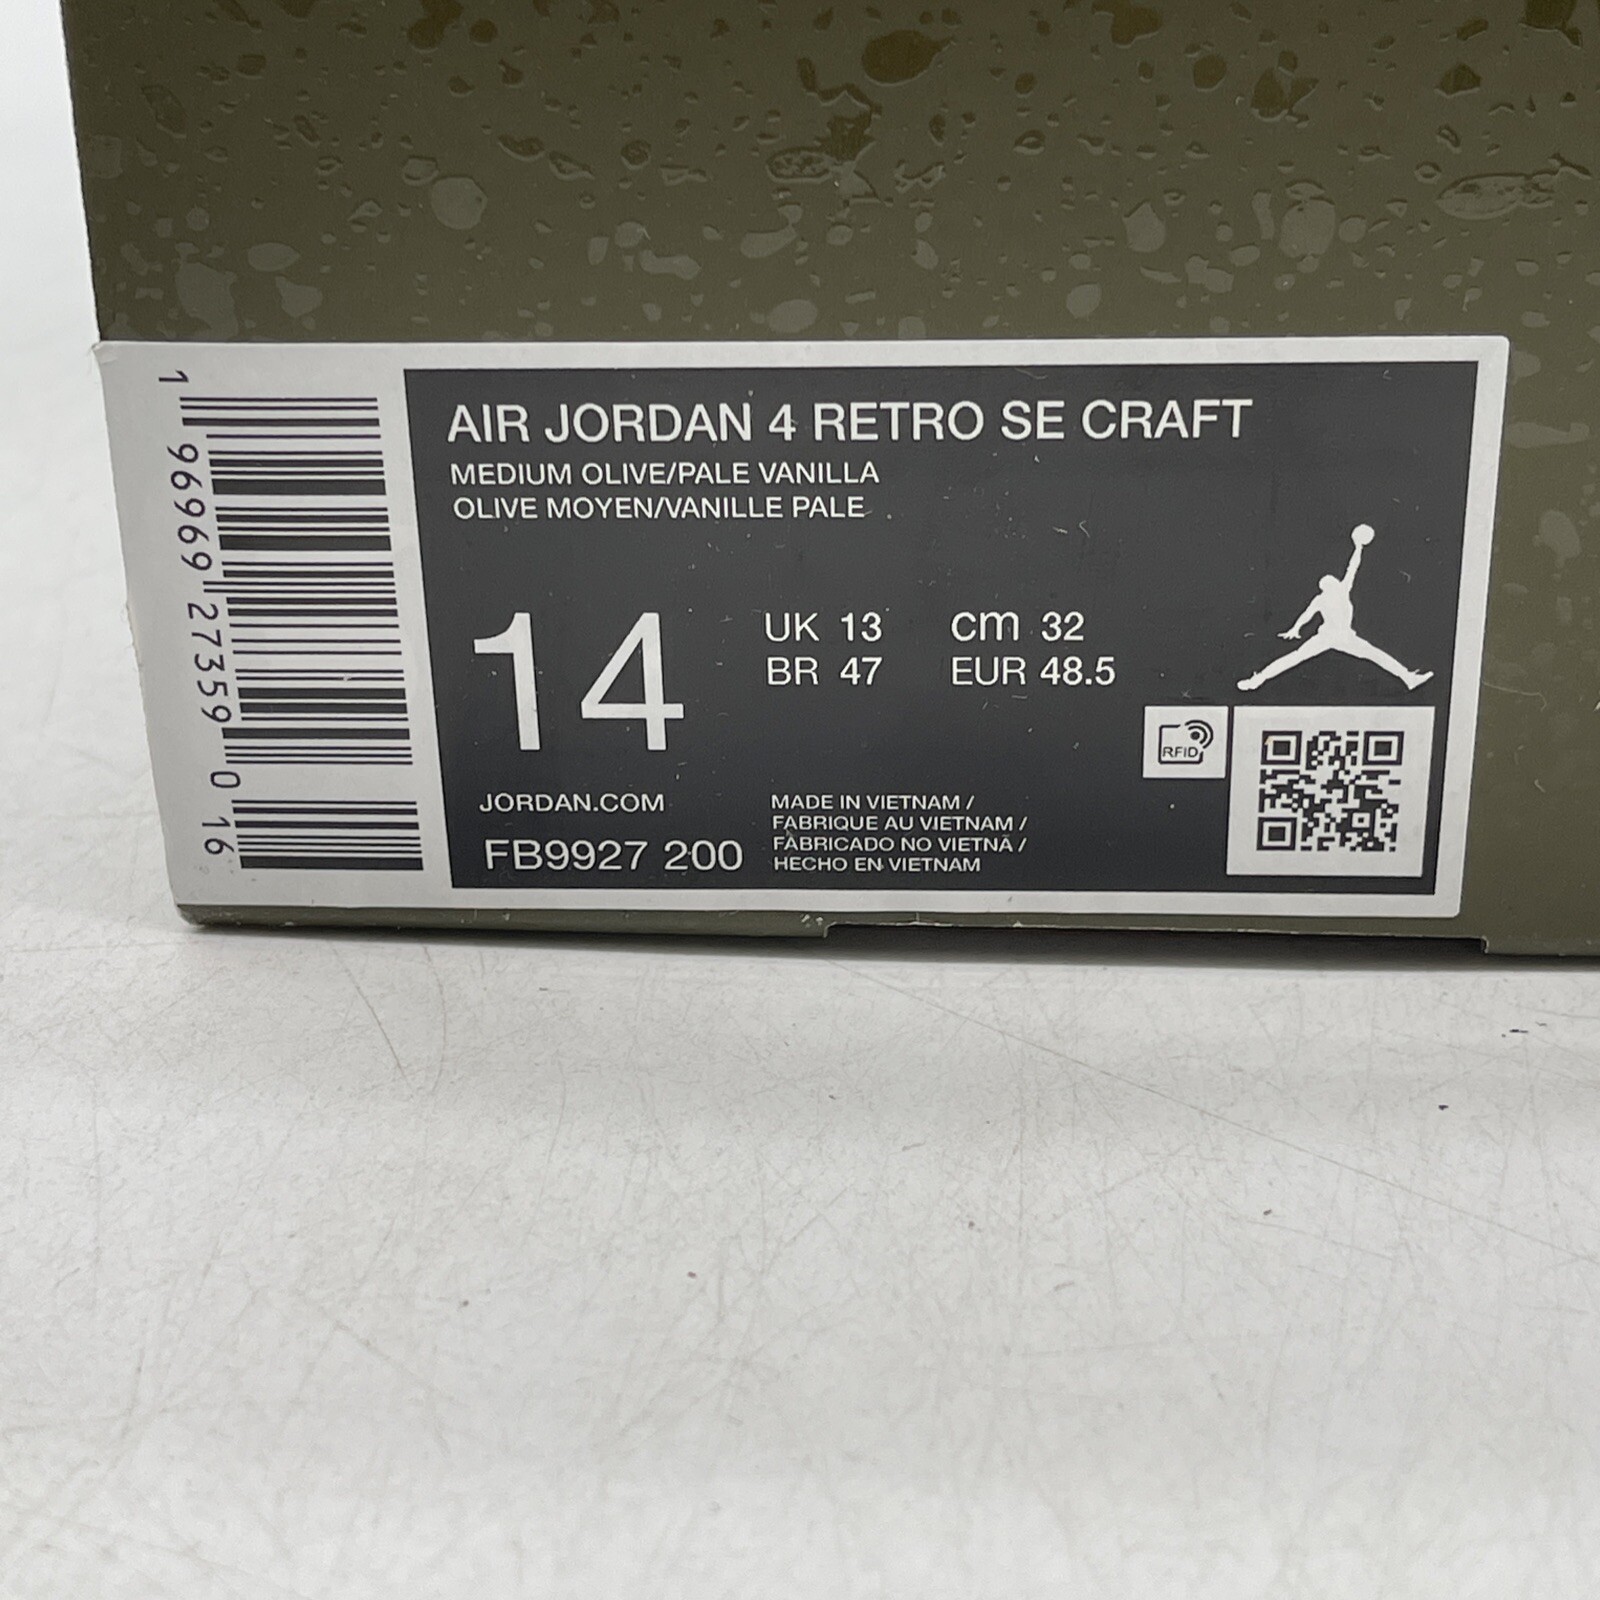 AIR JORDAN 4 RETRO SE CRAFT
MEDIUM OLIVE/PALE VANILLA
OLIVE MOYEN/VANILLE PALE
14
UK 13
cm 32
BR 47
EUR 48.5
RFID
JORDAN.COM
FB9927 200
MADE IN VIETNAM /
FABRIQUE AU VIETNAM /
FABRICADO NO VIETNÃ /
HECHO EN VIETNAM
1 96969 27359 0 16